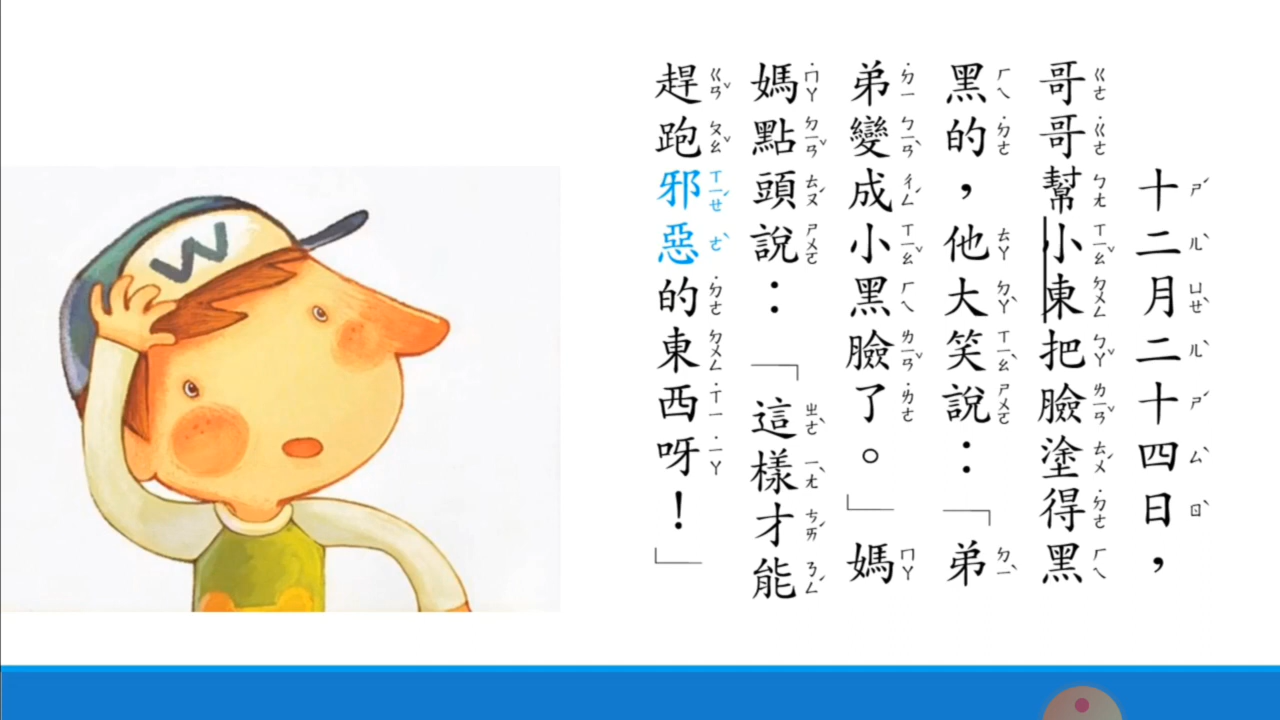 十二月二十四日，
哥哥幫小東把臉塗得黑
黑的，他大笑說：「弟
弟變成小黑臉了。」媽
媽點頭說：「這樣才能
趕跑邪惡的東西呀！」
W